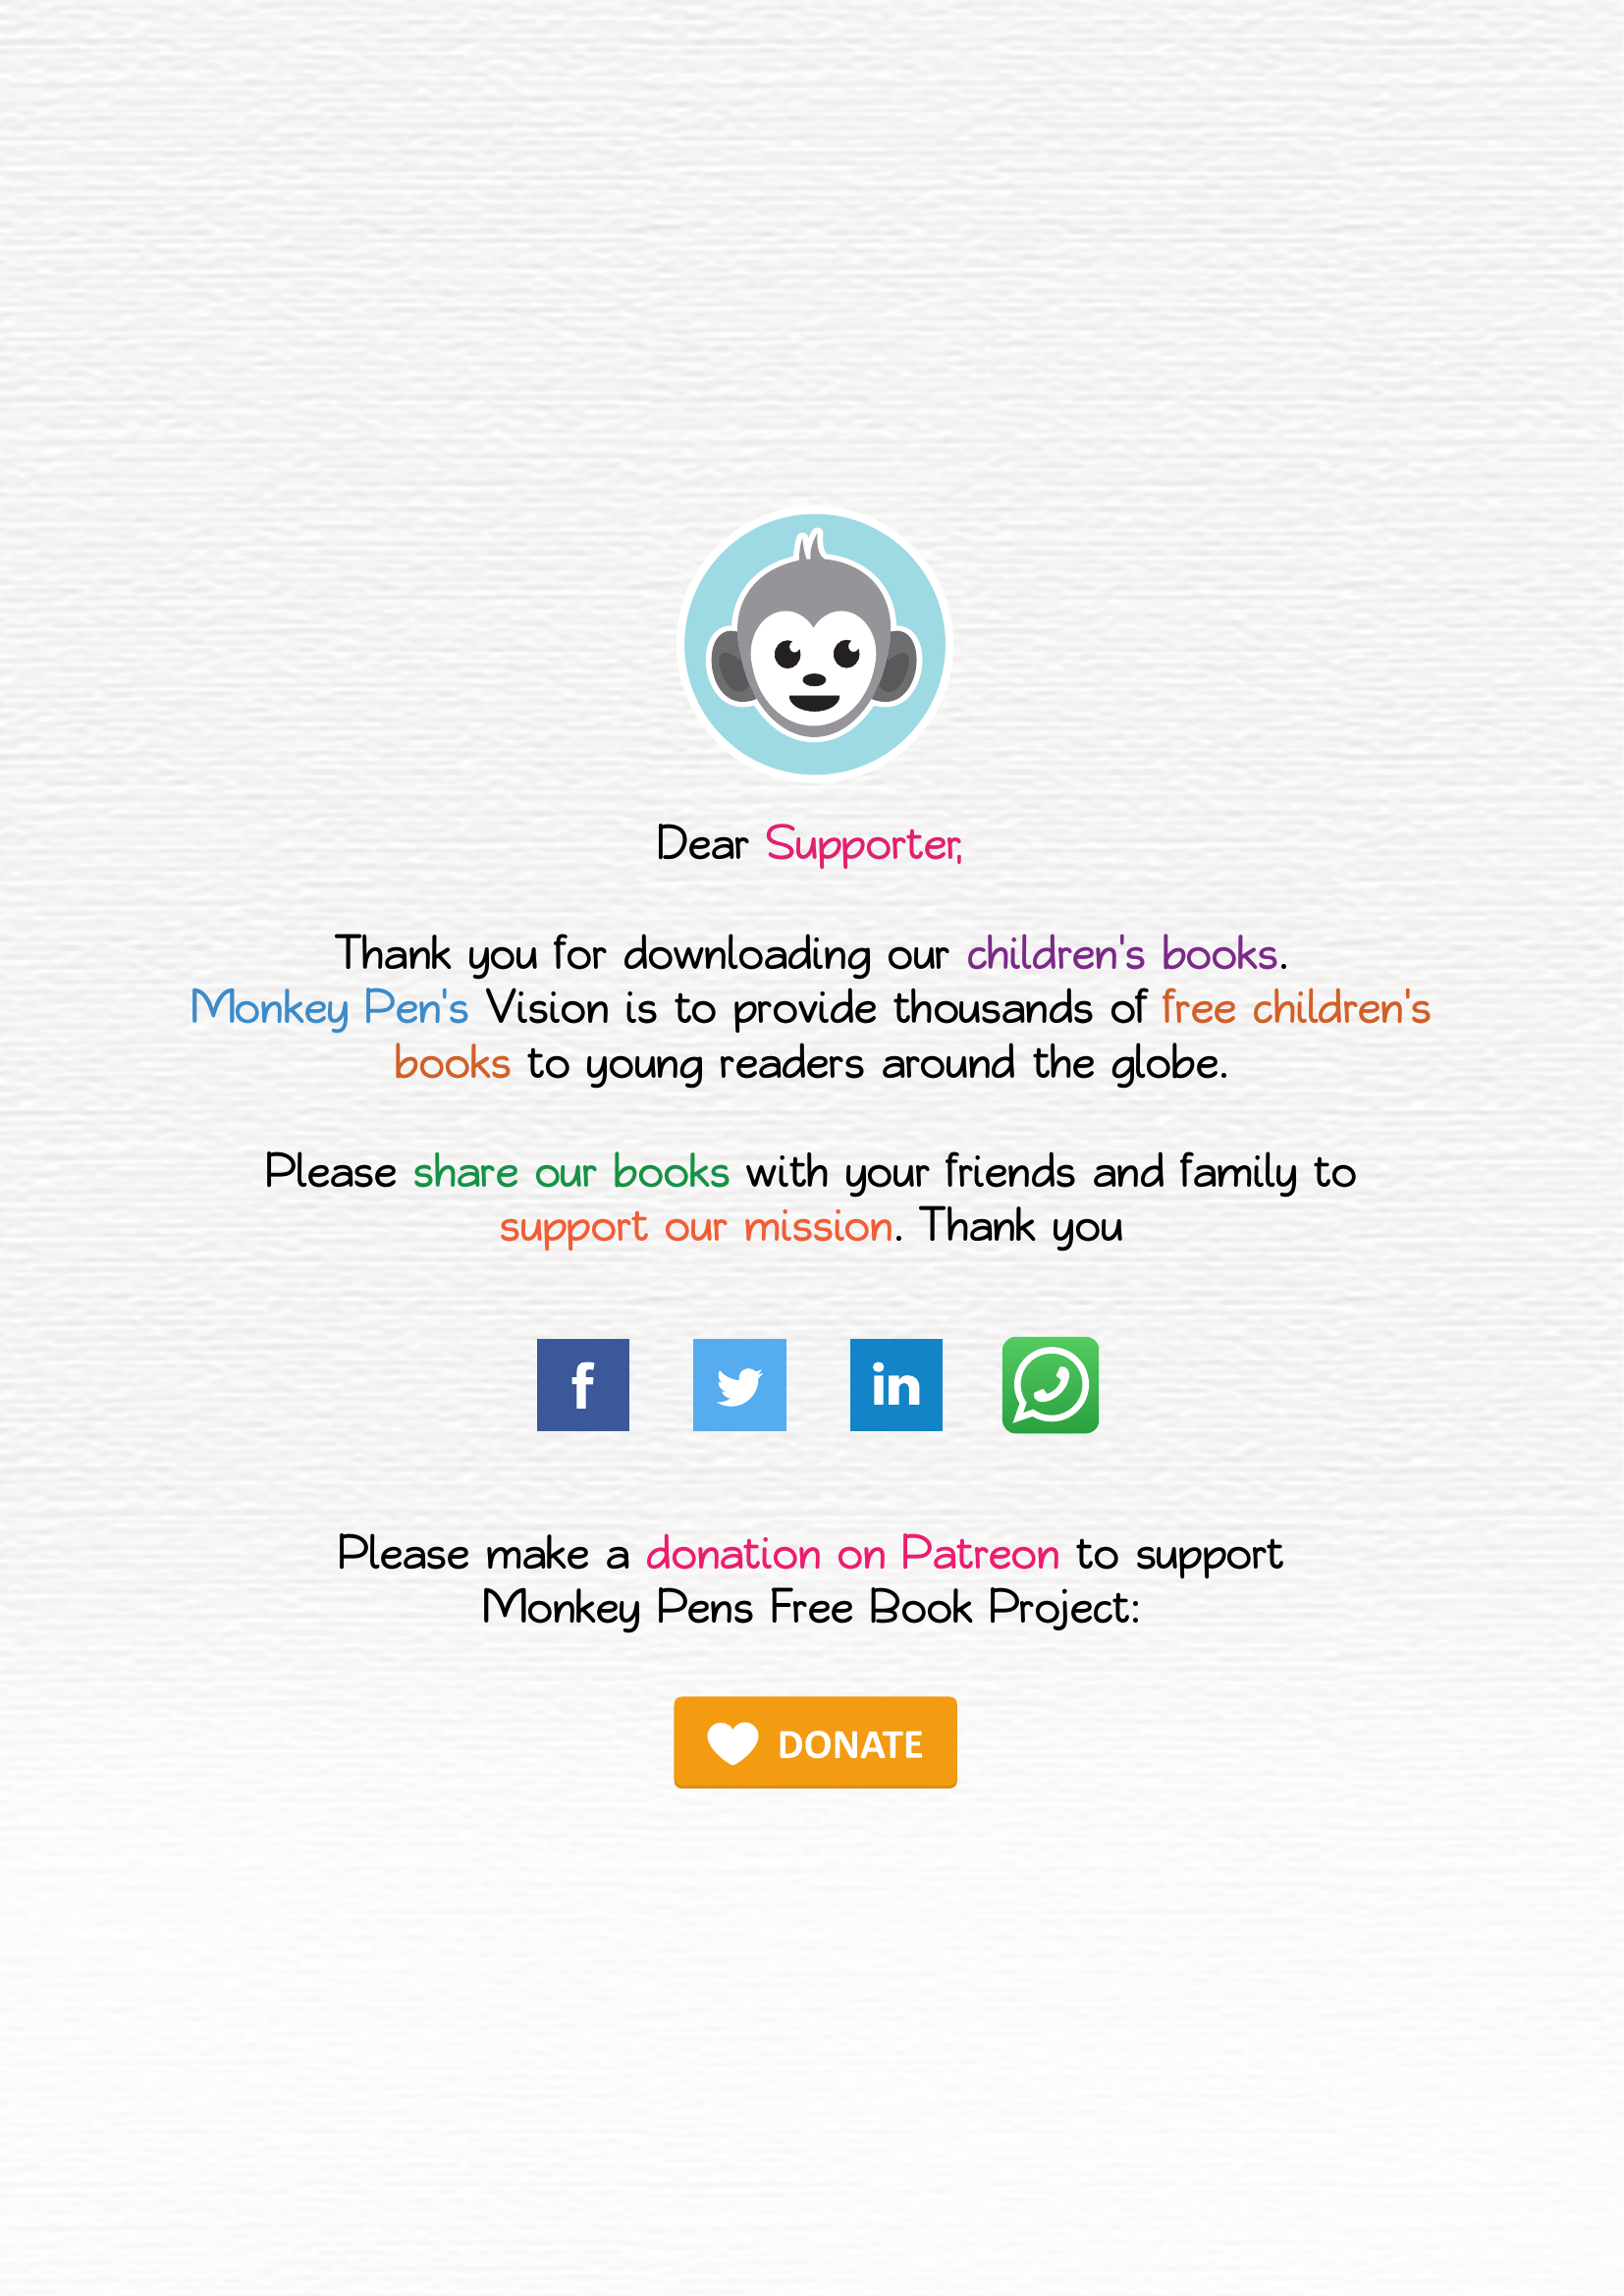 Dear Supporter,
Thank you for downloading our children's books.
Monkey Pen's Vision is to provide thousands of free children's
books to young readers around the globe.
Please share our books with your friends and family to
support our mission. Thank you
f
in
Please make a donation on Patreon to support
Monkey Pens Free Book Project:
DONATE